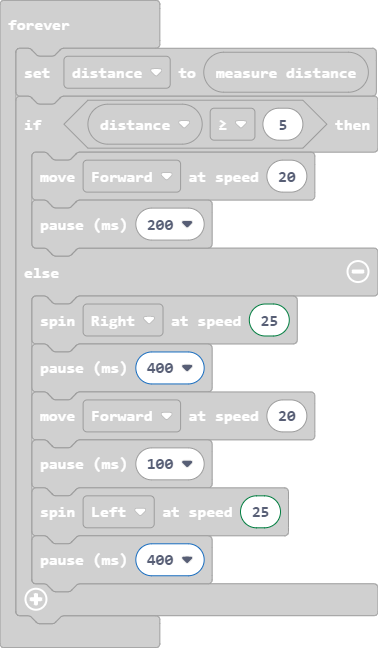 forever
set distance to measure distance
if distance ≥ 5 then
move Forward at speed 20
pause (ms) 200
else
spin Right at speed 25
pause (ms) 400
move Forward at speed 20
pause (ms) 100
spin Left at speed 25
pause (ms) 400